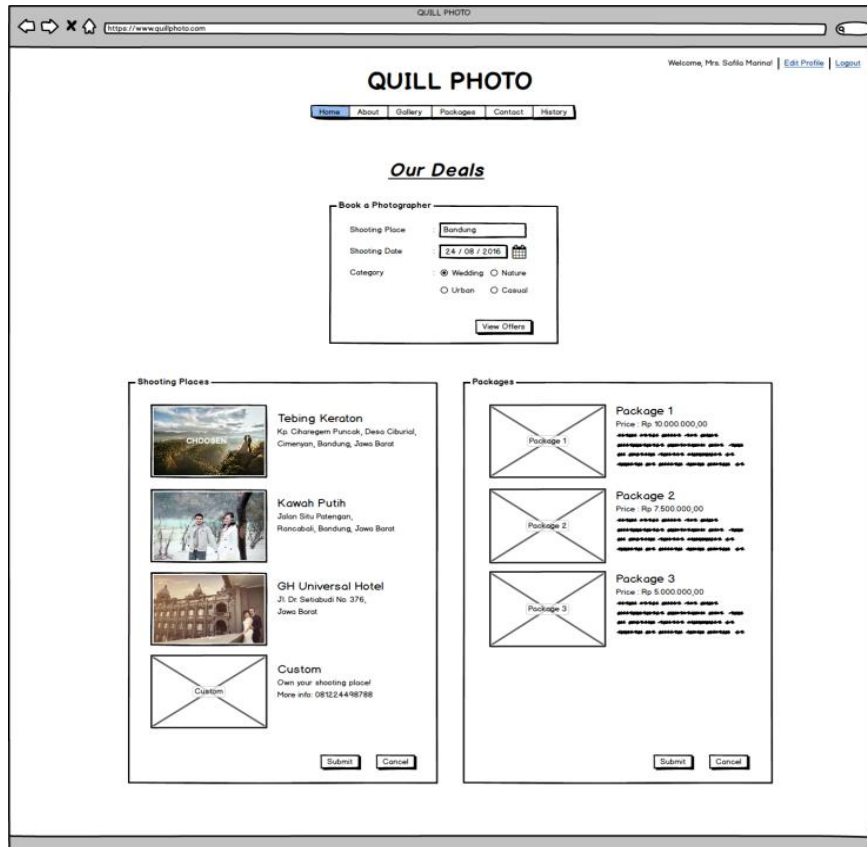 QUILL PHOTO
https://www.quillphoto.com
Welcome, Mrs. Safila Marina! | Edit Profile | Logout
QUILL PHOTO
Home About Gallery Packages Contact History
Our Deals
Book a Photographer
Shooting Place : Bandung
Shooting Date : 24 / 08 / 2016
Category : Wedding Nature
Urban Casual
View Offers
Shooting Places
CHOOSEN
Tebing Keraton
Kp. Ciharegem Puncak, Desa Ciburial,
Cimenyan, Bandung, Jawa Barat
Kawah Putih
Jalan Situ Patengan,
Rancabali, Bandung, Jawa Barat
GH Universal Hotel
Jl. Dr. Setiabudi No. 376,
Jawa Barat
Custom
Custom
Own your shooting place!
More info: 081224498788
Submit Cancel
Packages
Package 1
Package 1
Price : Rp 10.000.000,00
Package 2
Package 2
Price : Rp 7.500.000,00
Package 3
Package 3
Price : Rp 5.000.000,00
Submit Cancel